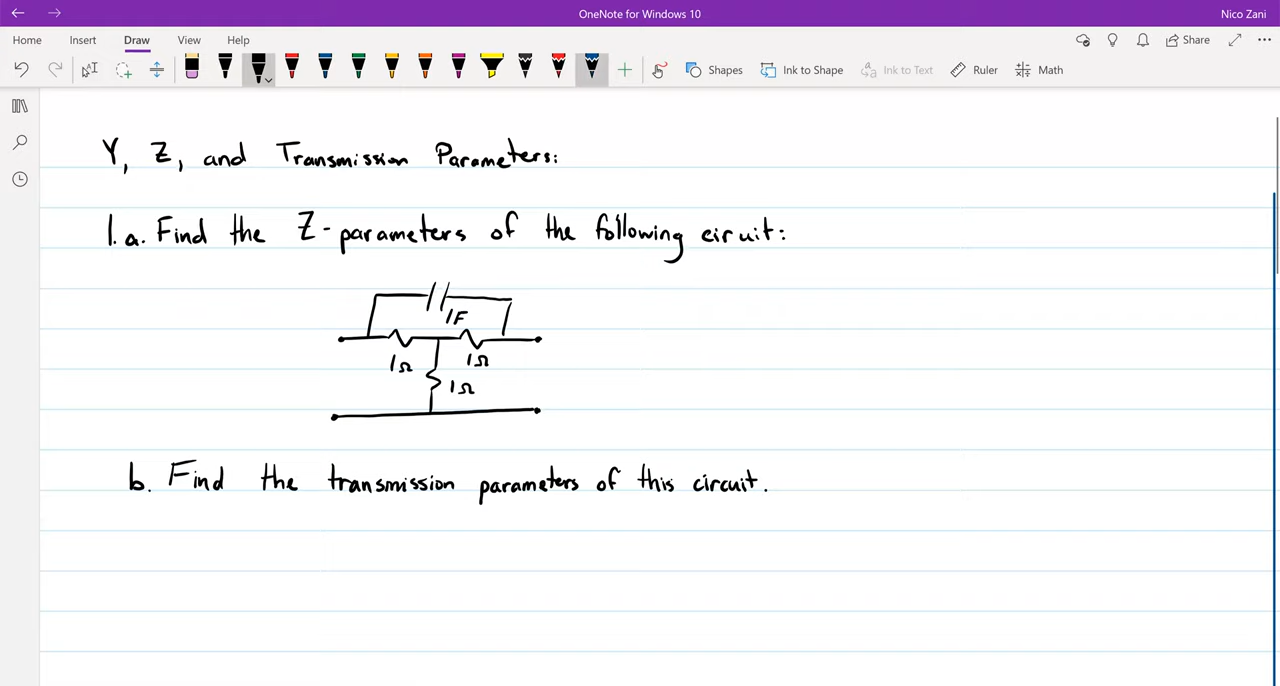 OneNote for Windows 10
Nico Zani
Home Insert Draw View Help
Share
Shapes Ink to Shape Ink to Text Ruler Math
Y, Z, and Transmission Parameters:
1.a. Find the Z-parameters of the following circuit:
1F
1Ω 1Ω
1Ω
b. Find the transmission parameters of this circuit.